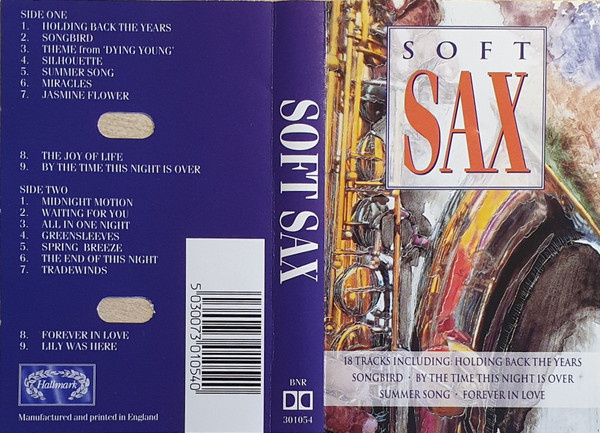 SIDE ONE
1. HOLDING BACK THE YEARS
2. SONGBIRD
3. THEME from 'DYING YOUNG'
4. SILHOUETTE
5. SUMMER SONG
6. MIRACLES
7. JASMINE FLOWER
8. THE JOY OF LIFE
9. BY THE TIME THIS NIGHT IS OVER
SIDE TWO
1. MIDNIGHT MOTION
2. WAITING FOR YOU
3. ALL IN ONE NIGHT
4. GREENSLEEVES
5. SPRING BREEZE
6. THE END OF THIS NIGHT
7. TRADEWINDS
8. FOREVER IN LOVE
9. LILY WAS HERE
Hallmark
Manufactured and printed in England
5 030073 010540
SOFT SAX
BNR
301054
SOFT
SAX
18 TRACKS INCLUDING: HOLDING BACK THE YEARS
SONGBIRD · BY THE TIME THIS NIGHT IS OVER
SUMMER SONG · FOREVER IN LOVE